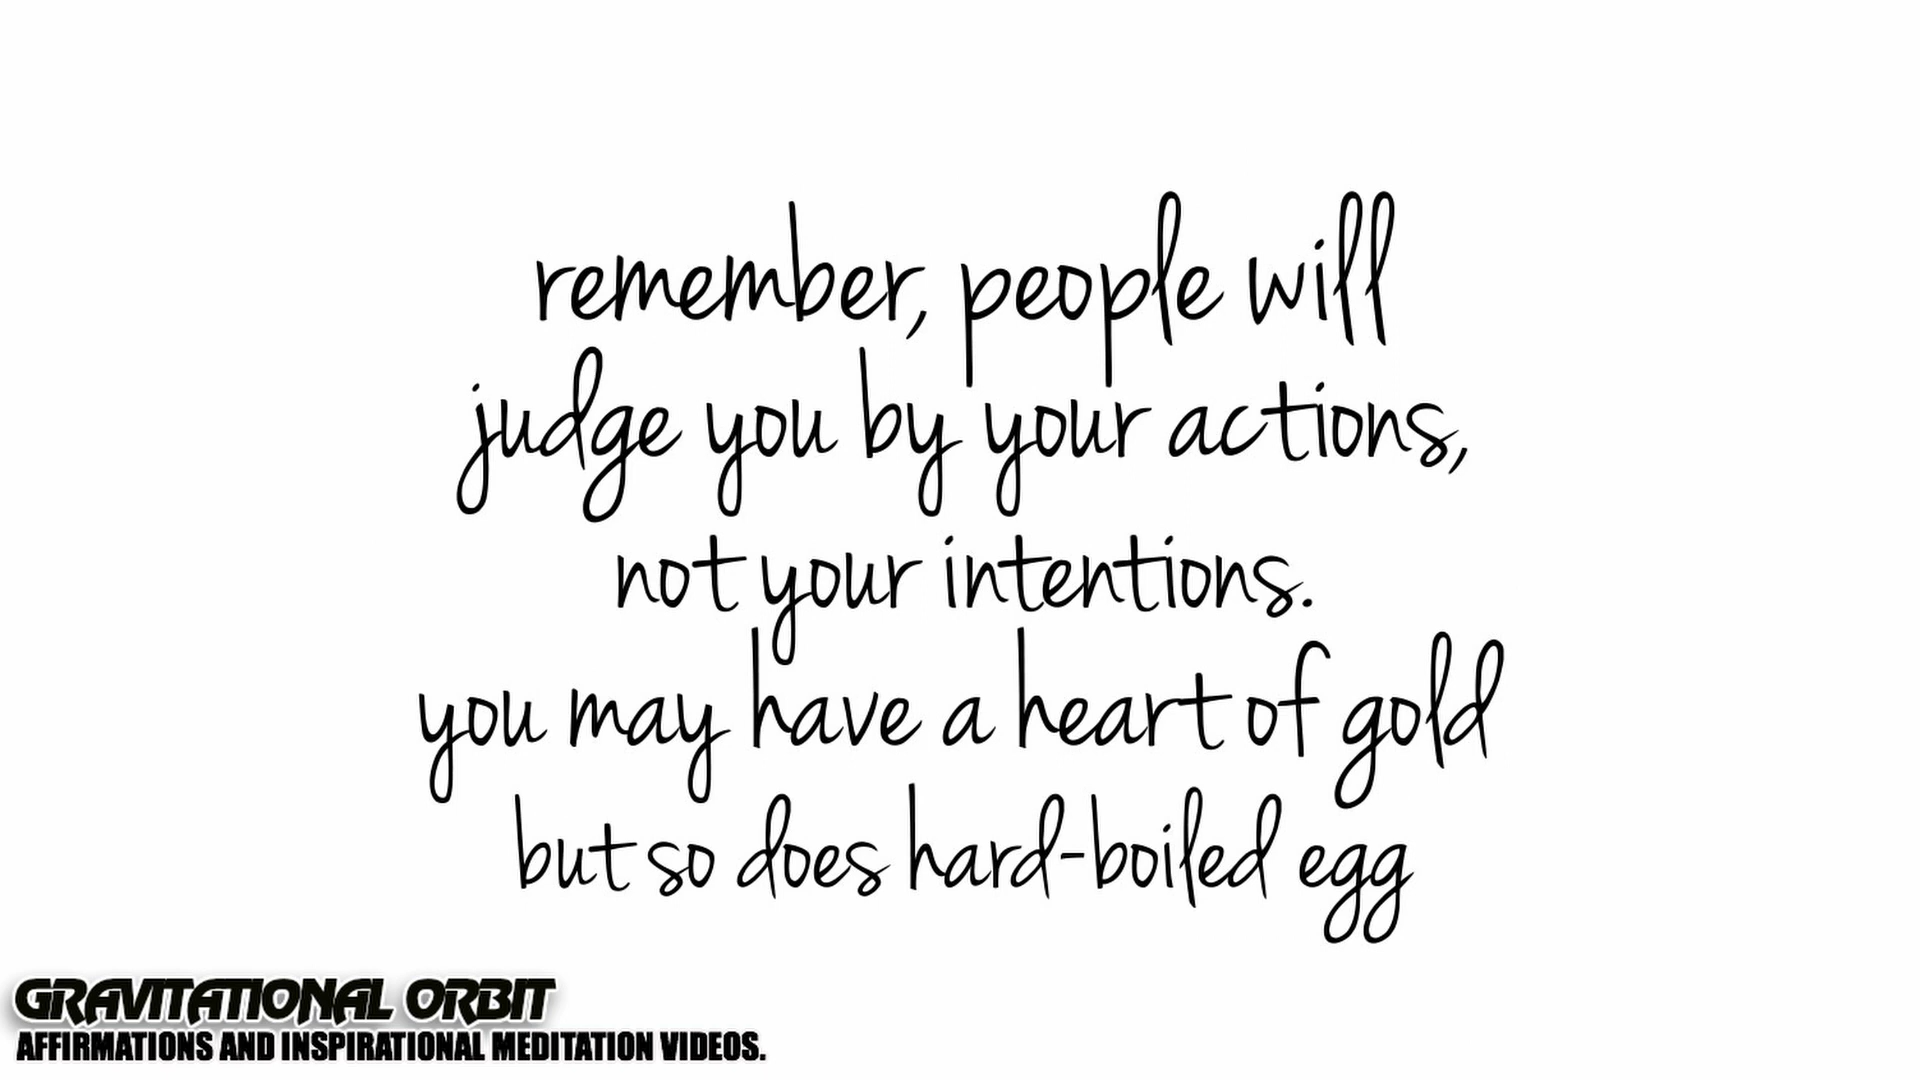 remember, people will
judge you by your actions,
not your intentions.
you may have a heart of gold
but so does hard-boiled egg
GRAVITATIONAL ORBIT
AFFIRMATIONS AND INSPIRATIONAL MEDITATION VIDEOS.